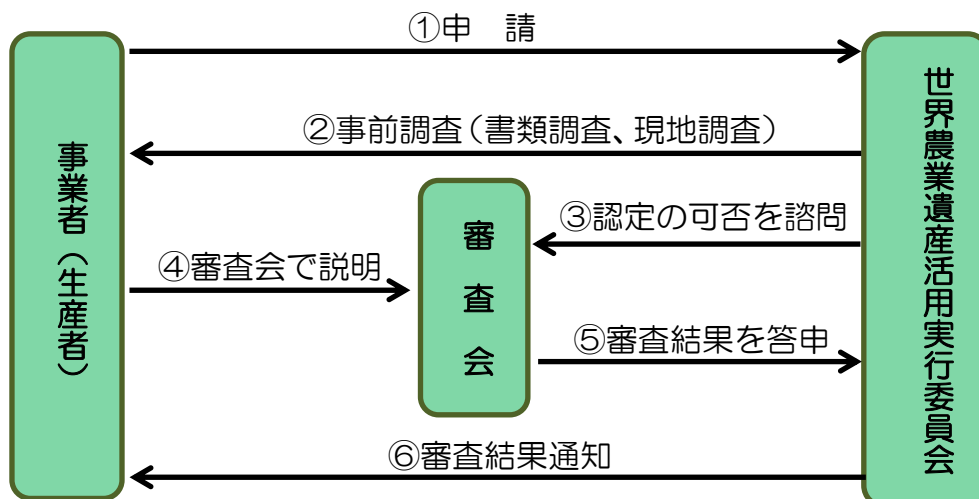 ①申　請
②事前調査（書類調査、現地調査）
事業者（生産者）
世界農業遺産活用実行委員会
審査会
③認定の可否を諮問
④審査会で説明
⑤審査結果を答申
⑥審査結果通知